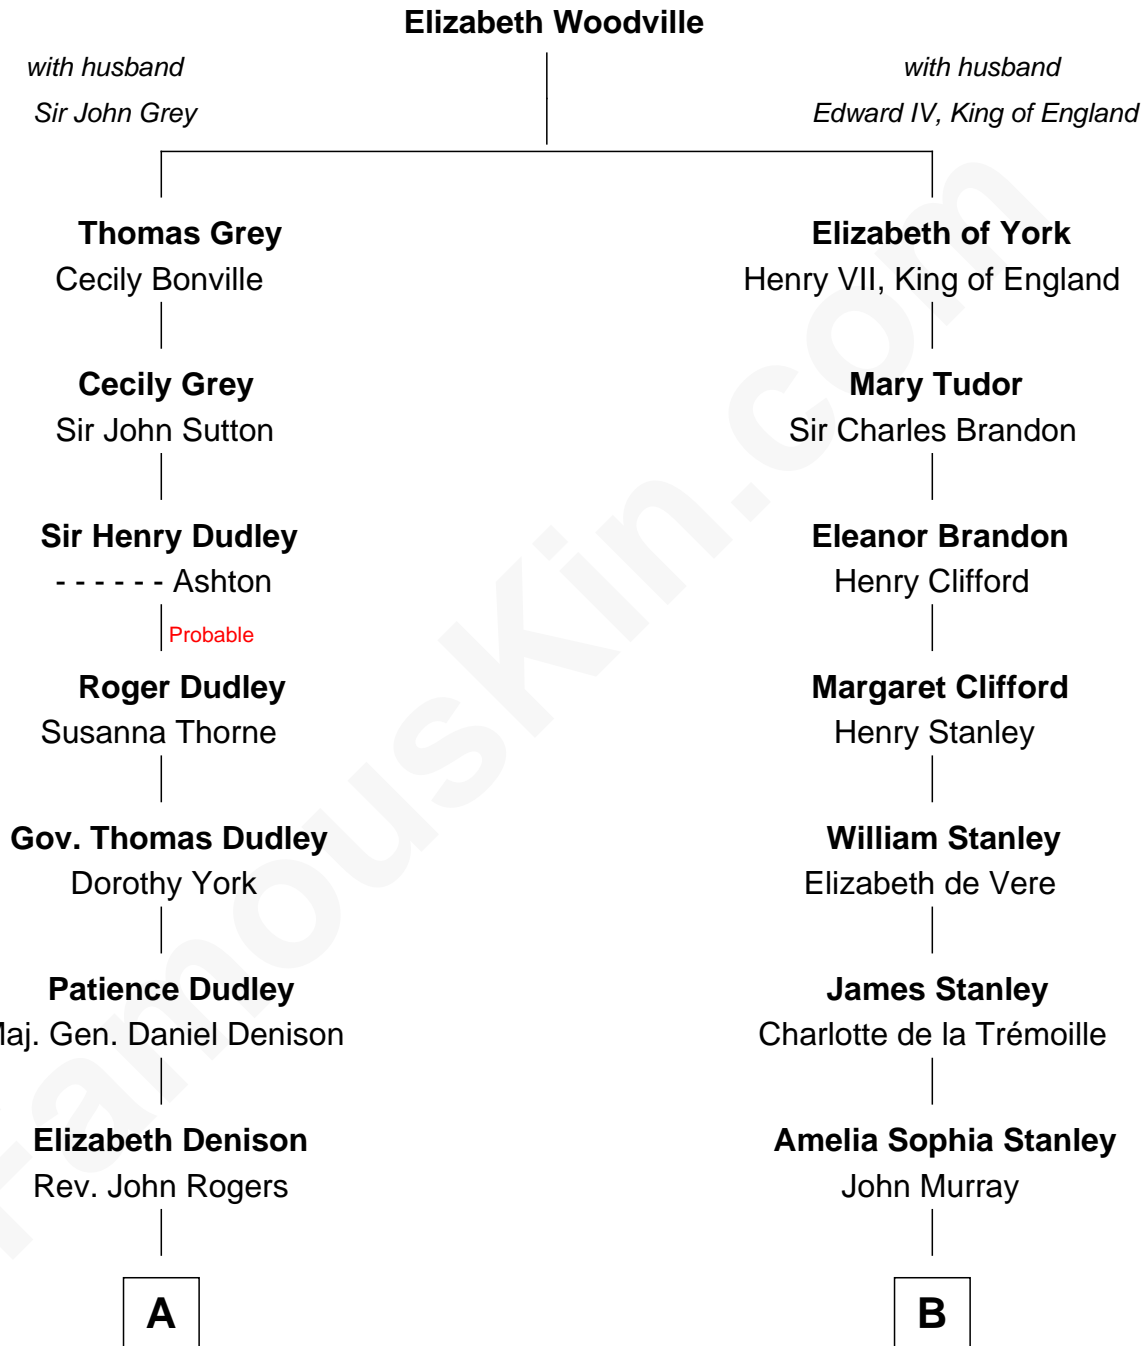 Elizabeth Woodville
with husband
Sir John Grey
with husband
Edward IV, King of England
Thomas Grey
Cecily Bonville
Elizabeth of York
Henry VII, King of England
Cecily Grey
Sir John Sutton
Mary Tudor
Sir Charles Brandon
Sir Henry Dudley
- - - - - - Ashton
Probable
Eleanor Brandon
Henry Clifford
Roger Dudley
Susanna Thorne
Margaret Clifford
Henry Stanley
Gov. Thomas Dudley
Dorothy York
William Stanley
Elizabeth de Vere
Patience Dudley
Maj. Gen. Daniel Denison
James Stanley
Charlotte de la Trémoille
Elizabeth Denison
Rev. John Rogers
Amelia Sophia Stanley
John Murray
A
B
FamousKin.com